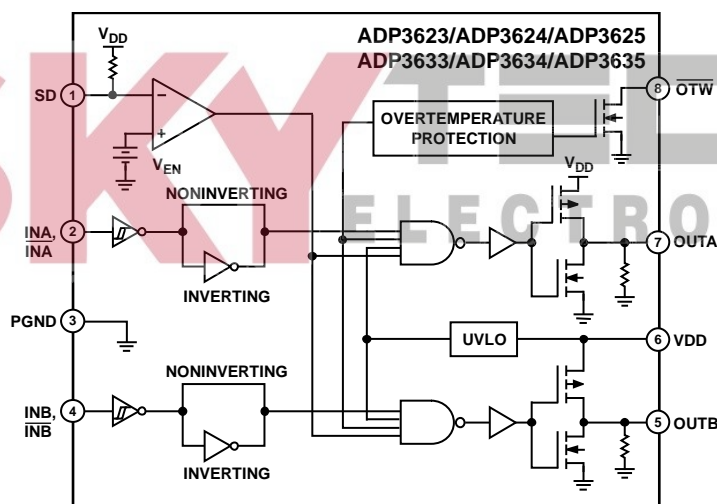 ADP3623/ADP3624/ADP3625
ADP3633/ADP3634/ADP3635
VDD
SD
1
−
+
VEN
OVERTEMPERATURE
PROTECTION
8
OTW
VDD
NONINVERTING
INA,
INA
2
INVERTING
7
OUTA
PGND
3
UVLO
6
VDD
NONINVERTING
INB,
INB
4
INVERTING
5
OUTB
SKYTEC
ELECTRO